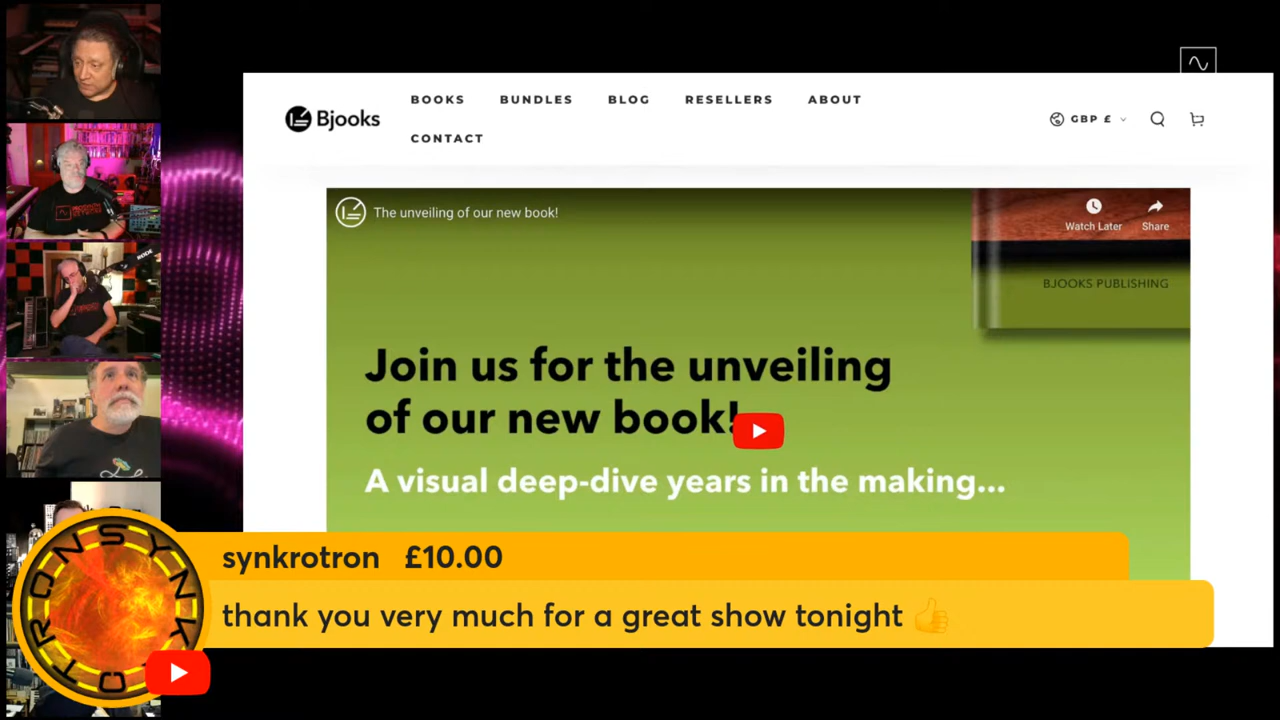 BOOKS BUNDLES BLOG RESELLERS ABOUT
Bjooks
GBP £
CONTACT
The unveiling of our new book!
Watch Later Share
BJOOKS PUBLISHING
Join us for the unveiling
of our new book!
A visual deep-dive years in the making...
synkrotron £10.00
thank you very much for a great show tonight 👍
SYNKROTRON
RODE